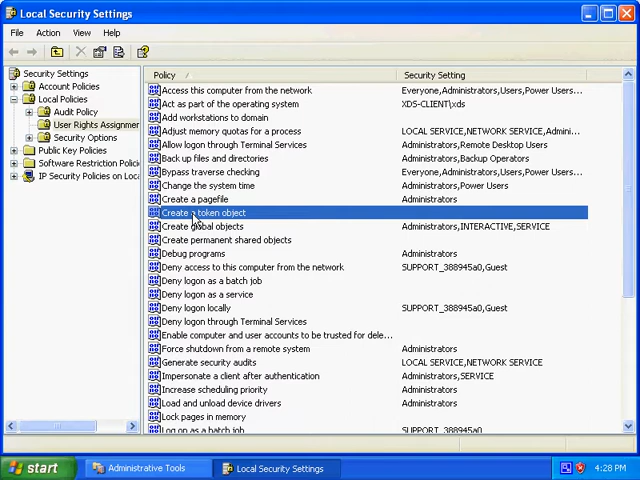 Local Security Settings
File Action View Help
Security Settings
Account Policies
Local Policies
Audit Policy
User Rights Assignmer
Security Options
Public Key Policies
Software Restriction Polici
IP Security Policies on Loca
Policy Security Setting
Access this computer from the network Everyone,Administrators,Users,Power Users...
Act as part of the operating system XDS-CLIENT\xds
Add workstations to domain
Adjust memory quotas for a process LOCAL SERVICE,NETWORK SERVICE,Admini...
Allow logon through Terminal Services Administrators,Remote Desktop Users
Back up files and directories Administrators,Backup Operators
Bypass traverse checking Everyone,Administrators,Users,Power Users...
Change the system time Administrators,Power Users
Create a pagefile Administrators
Create a token object
Create global objects Administrators,INTERACTIVE,SERVICE
Create permanent shared objects
Debug programs Administrators
Deny access to this computer from the network SUPPORT_388945a0,Guest
Deny logon as a batch job
Deny logon as a service
Deny logon locally SUPPORT_388945a0,Guest
Deny logon through Terminal Services
Enable computer and user accounts to be trusted for dele...
Force shutdown from a remote system Administrators
Generate security audits LOCAL SERVICE,NETWORK SERVICE
Impersonate a client after authentication Administrators,SERVICE
Increase scheduling priority Administrators
Load and unload device drivers Administrators
Lock pages in memory
Log on as a batch job SUPPORT_388945a0
start Administrative Tools Local Security Settings 4:28 PM